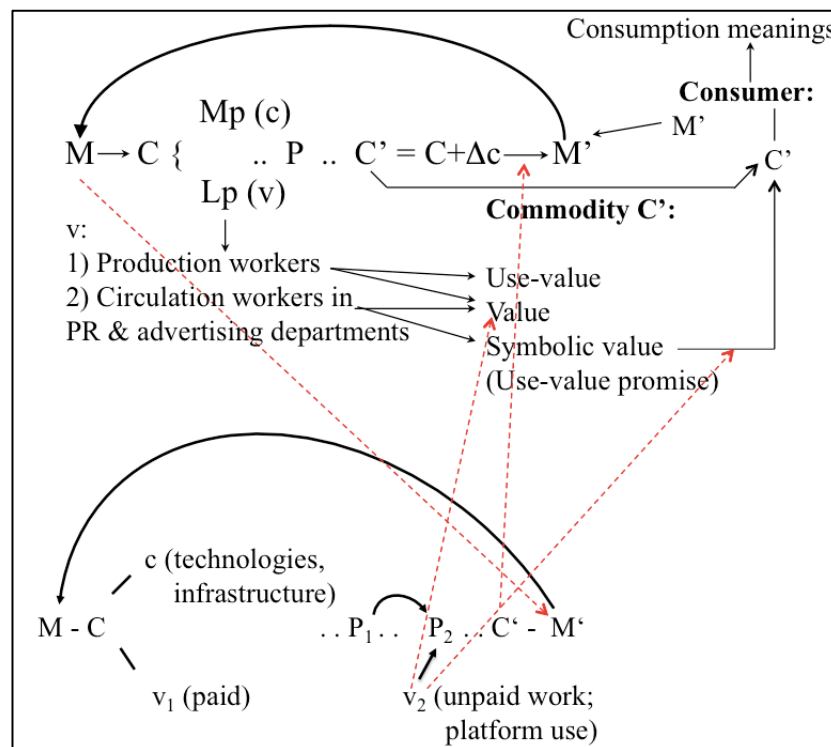 Consumption meanings
Consumer:
Mp (c)
M’
M → C { .. P .. C’ = C+Δc → M’
C’
Lp (v)
Commodity C’:
v:
1) Production workers
2) Circulation workers in
PR & advertising departments
Use-value
Value
Symbolic value
(Use-value promise)
c (technologies,
infrastructure)
M - C . . P₁ . . P₂ . . C‘ - M‘
v₁ (paid)
v₂ (unpaid work;
platform use)